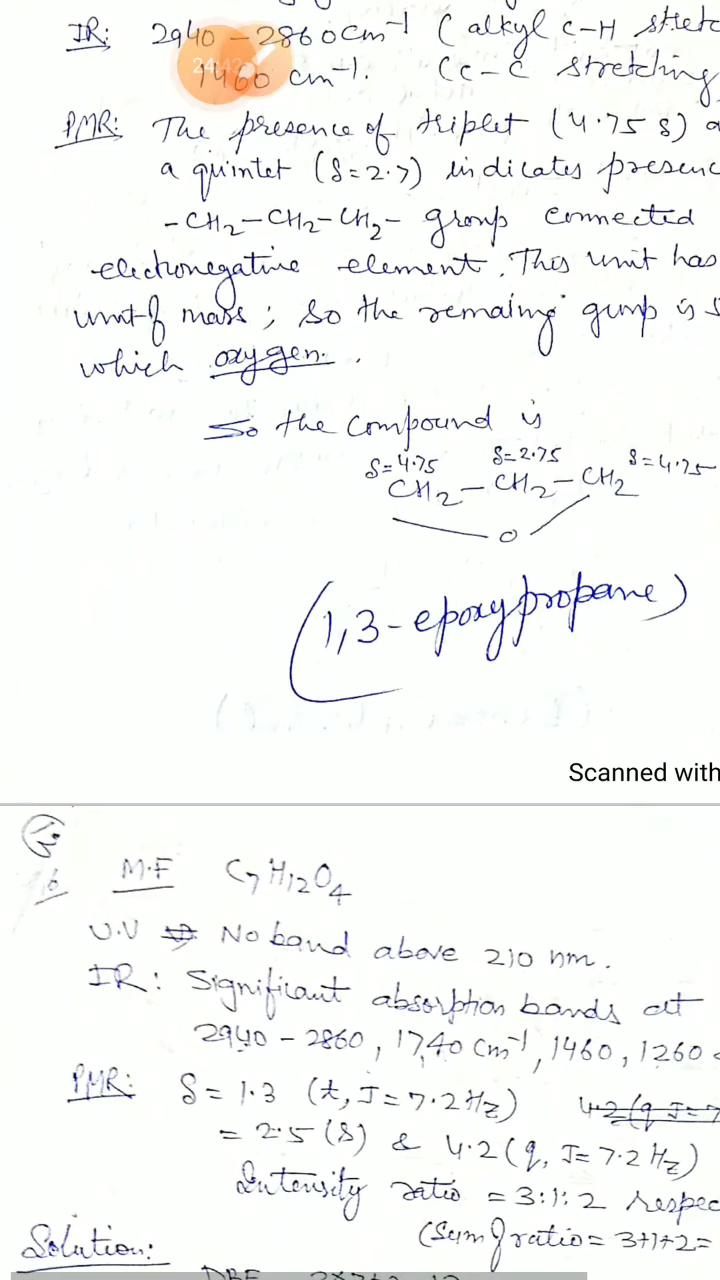 IR: 2940 - 2860 cm⁻¹ (alkyl C-H stretc
1460 cm⁻¹. (C-C stretching
PMR: The presence of triplet (4.75 δ) a
a quintet (δ = 2.7) indicates presenc
-CH₂-CH₂-CH₂- group connected
electronegative element. This unit has
unit of mass; so the remaing group is s
which oxygen.
So the compound is
δ=4.75 δ=2.75 δ=4.75
CH₂ - CH₂ - CH₂
O
(1,3-epoxypropane)
Scanned with
M.F C₇H₁₂O₄
U.V ⇒ No band above 210 nm.
IR: Significant absorption bands at
2940 - 2860, 1740 cm⁻¹, 1460, 1260
PMR: δ = 1.3 (t, J = 7.2 Hz) 4.2 (q J = 7
= 2.5 (s) & 4.2 (q, J = 7.2 Hz)
Intensity ratio = 3:1:2 respec
(Sum of ratio = 3+1+2 =
Solution:
DBE